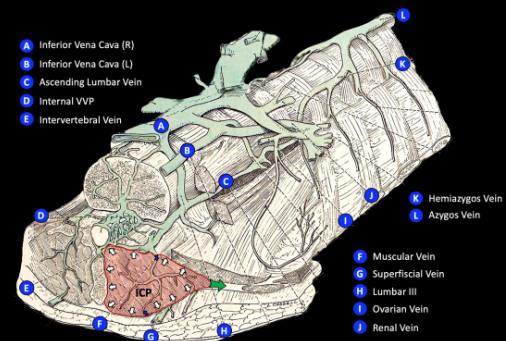 A Inferior Vena Cava (R)
B Inferior Vena Cava (L)
C Ascending Lumbar Vein
D Internal VVP
E Intervertebral Vein
L
K
A
B
C
J
I
D
E
ICP
F
G
H
K Hemiazygos Vein
L Azygos Vein
F Muscular Vein
G Superfiscial Vein
H Lumbar III
I Ovarian Vein
J Renal Vein